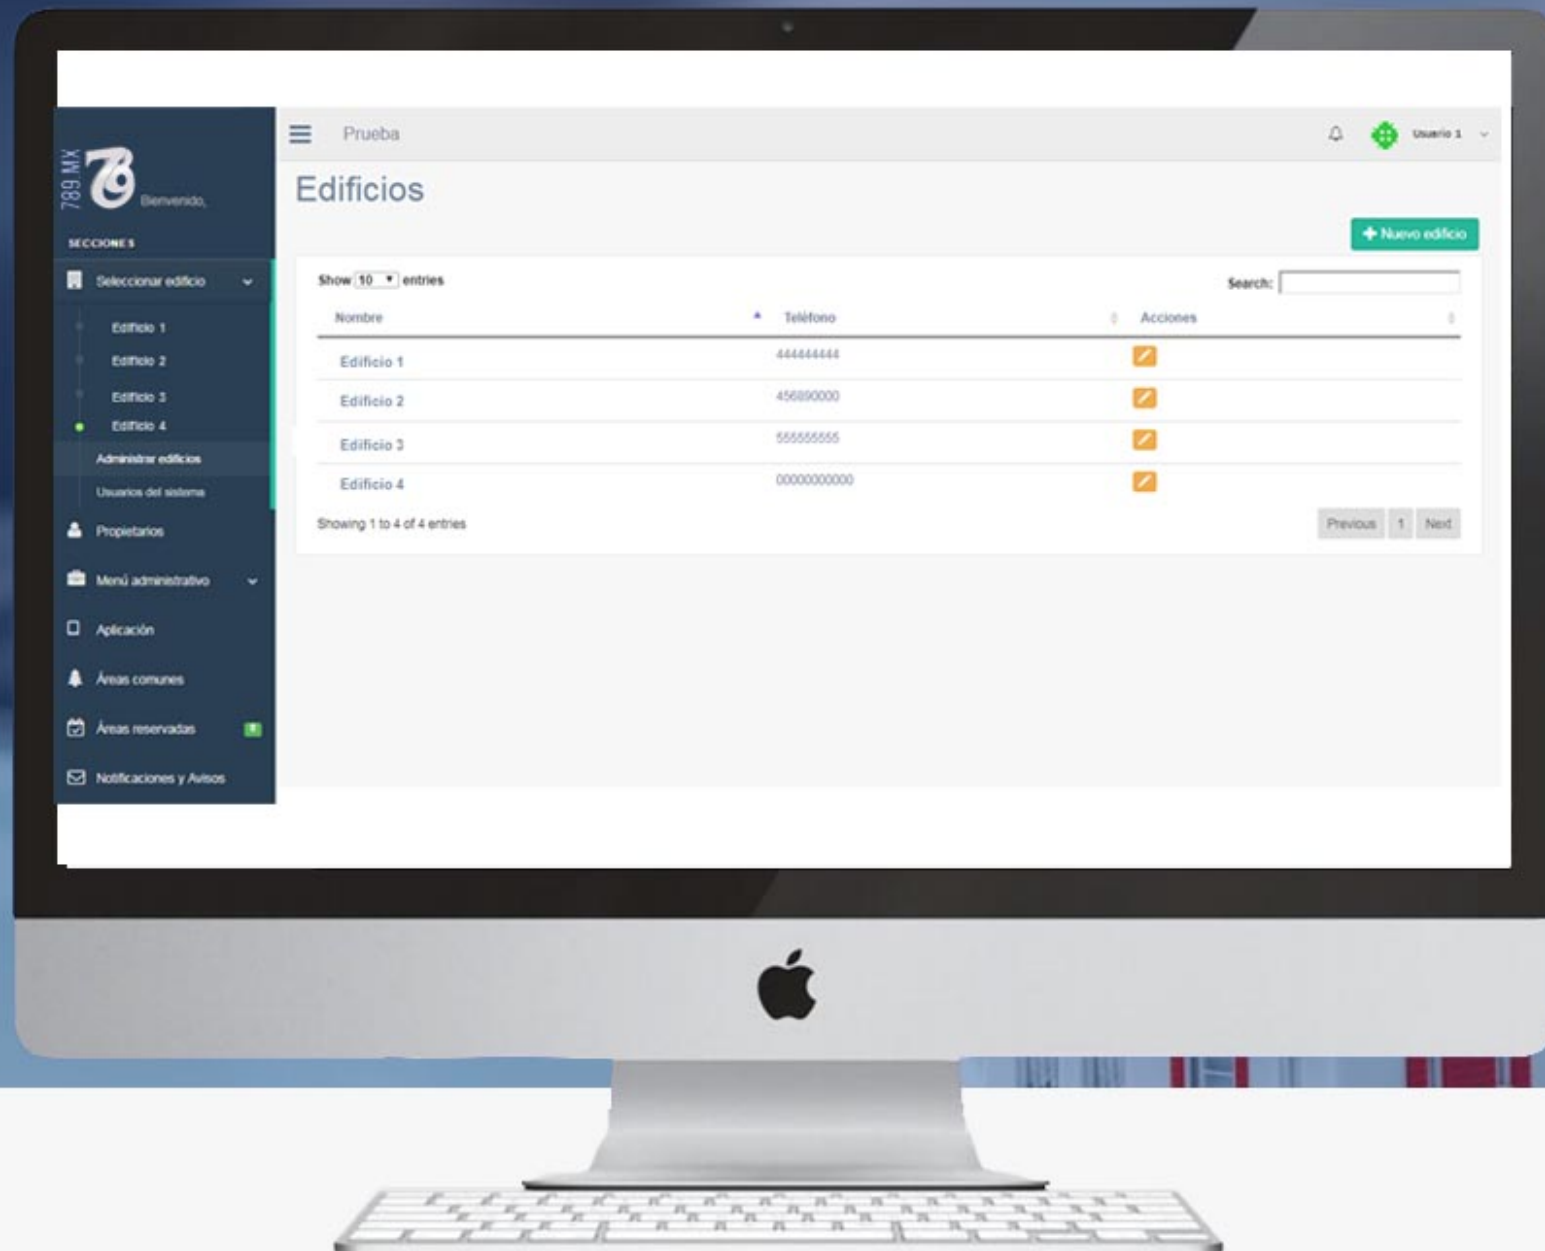 789.MX
789
Bienvenido,
SECCIONES
Seleccionar edificio
Edificio 1
Edificio 2
Edificio 3
Edificio 4
Administrar edificios
Usuarios del sistema
Propietarios
Menú administrativo
Aplicación
Áreas comunes
Áreas reservadas
Notificaciones y Avisos
Prueba
Usuario 1
Edificios
Nuevo edificio
Show 10 entries
Search:
Nombre Teléfono Acciones
Edificio 1 444444444
Edificio 2 456890000
Edificio 3 555555555
Edificio 4 00000000000
Showing 1 to 4 of 4 entries
Previous 1 Next